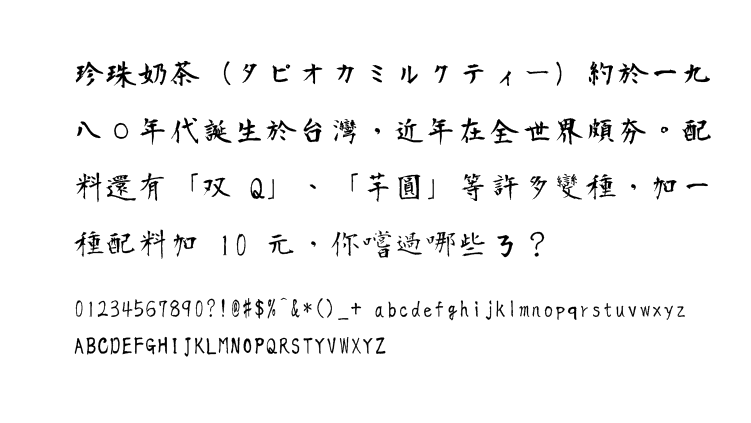 珍珠奶茶（タピオカミルクティー）約於一九
八〇年代誕生於台灣，近年在全世界頗夯。配
料還有「双 Q」、「芋圓」等許多變種，加一
種配料加 10 元，你嚐過哪些ㄋ？
01234567890?!@#$%^&*()_+ abcdefghijklmnopqrstuvwxyz
ABCDEFGHIJKLMNOPQRSTYVWXYZ